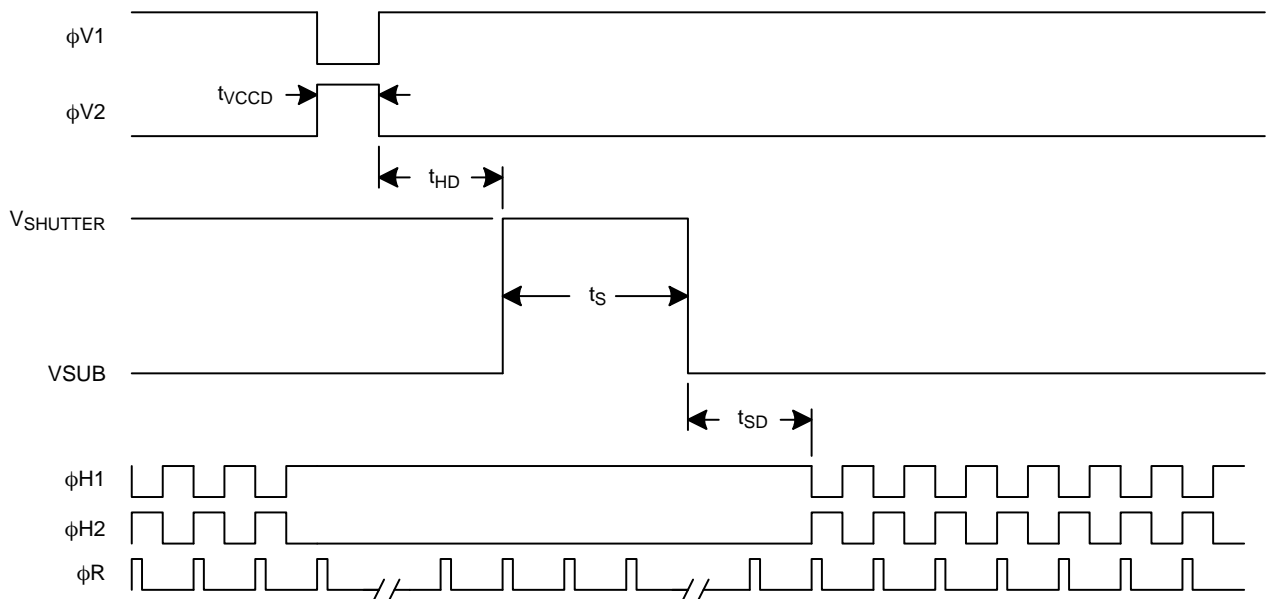 ϕV1
tVCCD
ϕV2
tHD
VSHUTTER
tS
VSUB
tSD
ϕH1
ϕH2
ϕR